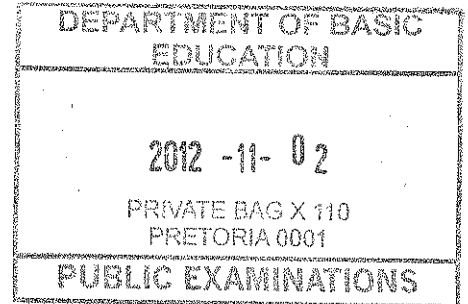 DEPARTMENT OF BASIC
EDUCATION
2012 -11- 02
PRIVATE BAG X 110
PRETORIA 0001
PUBLIC EXAMINATIONS